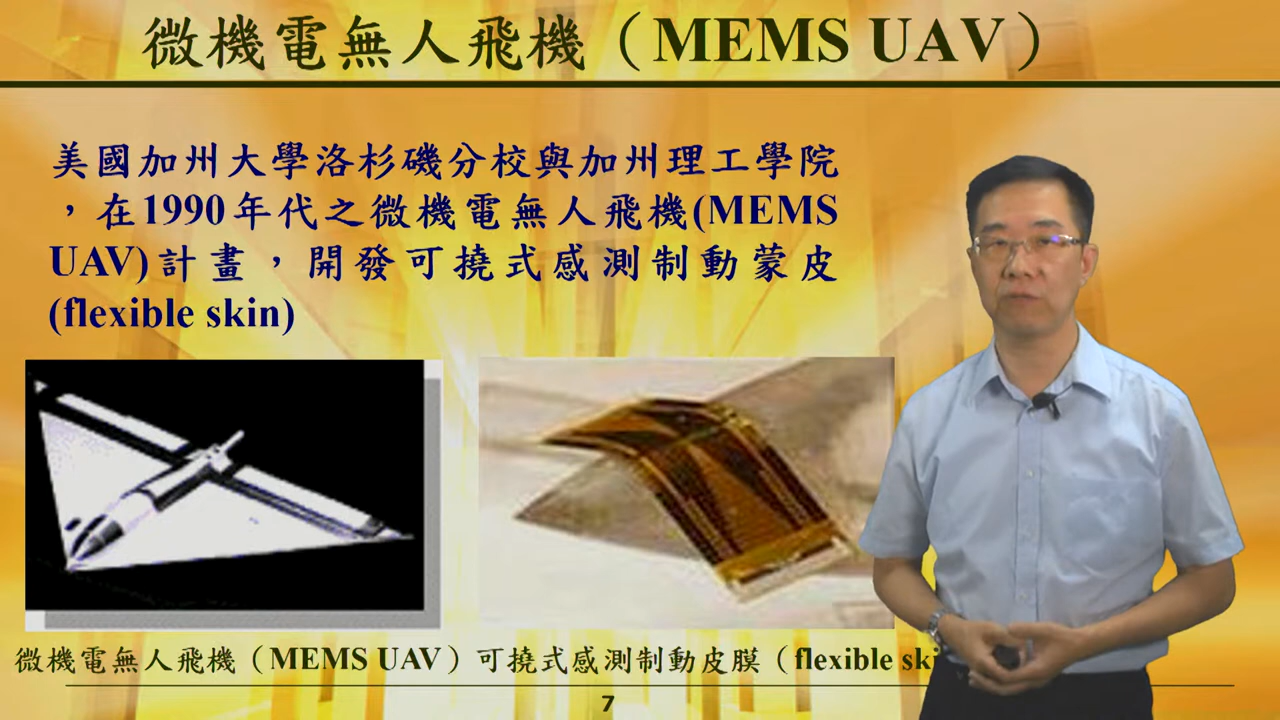 微機電無人飛機（MEMS UAV）
美國加州大學洛杉磯分校與加州理工學院
，在1990年代之微機電無人飛機(MEMS
UAV)計畫，開發可撓式感測制動蒙皮
(flexible skin)
微機電無人飛機（MEMS UAV）可撓式感測制動皮膜（flexible
7